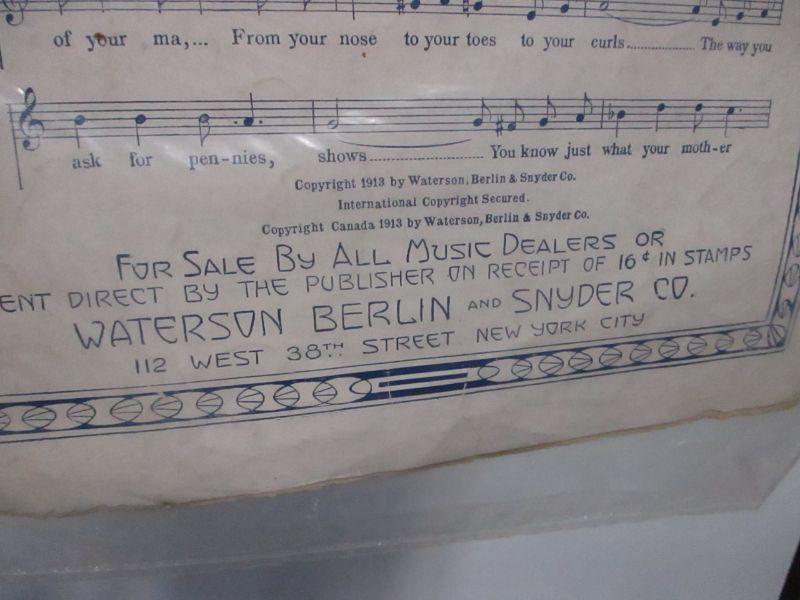 of your ma,... From your nose to your toes to your curls.................. The way you
ask for pen-nies, shows.............................. You know just what your moth-er
Copyright 1913 by Waterson, Berlin & Snyder Co.
International Copyright Secured.
Copyright Canada 1913 by Waterson, Berlin & Snyder Co.
FOR SALE BY ALL MUSIC DEALERS OR
ENT DIRECT BY THE PUBLISHER ON RECEIPT OF 16¢ IN STAMPS
WATERSON BERLIN AND SNYDER CO.
112 WEST 38TH STREET NEW YORK CITY